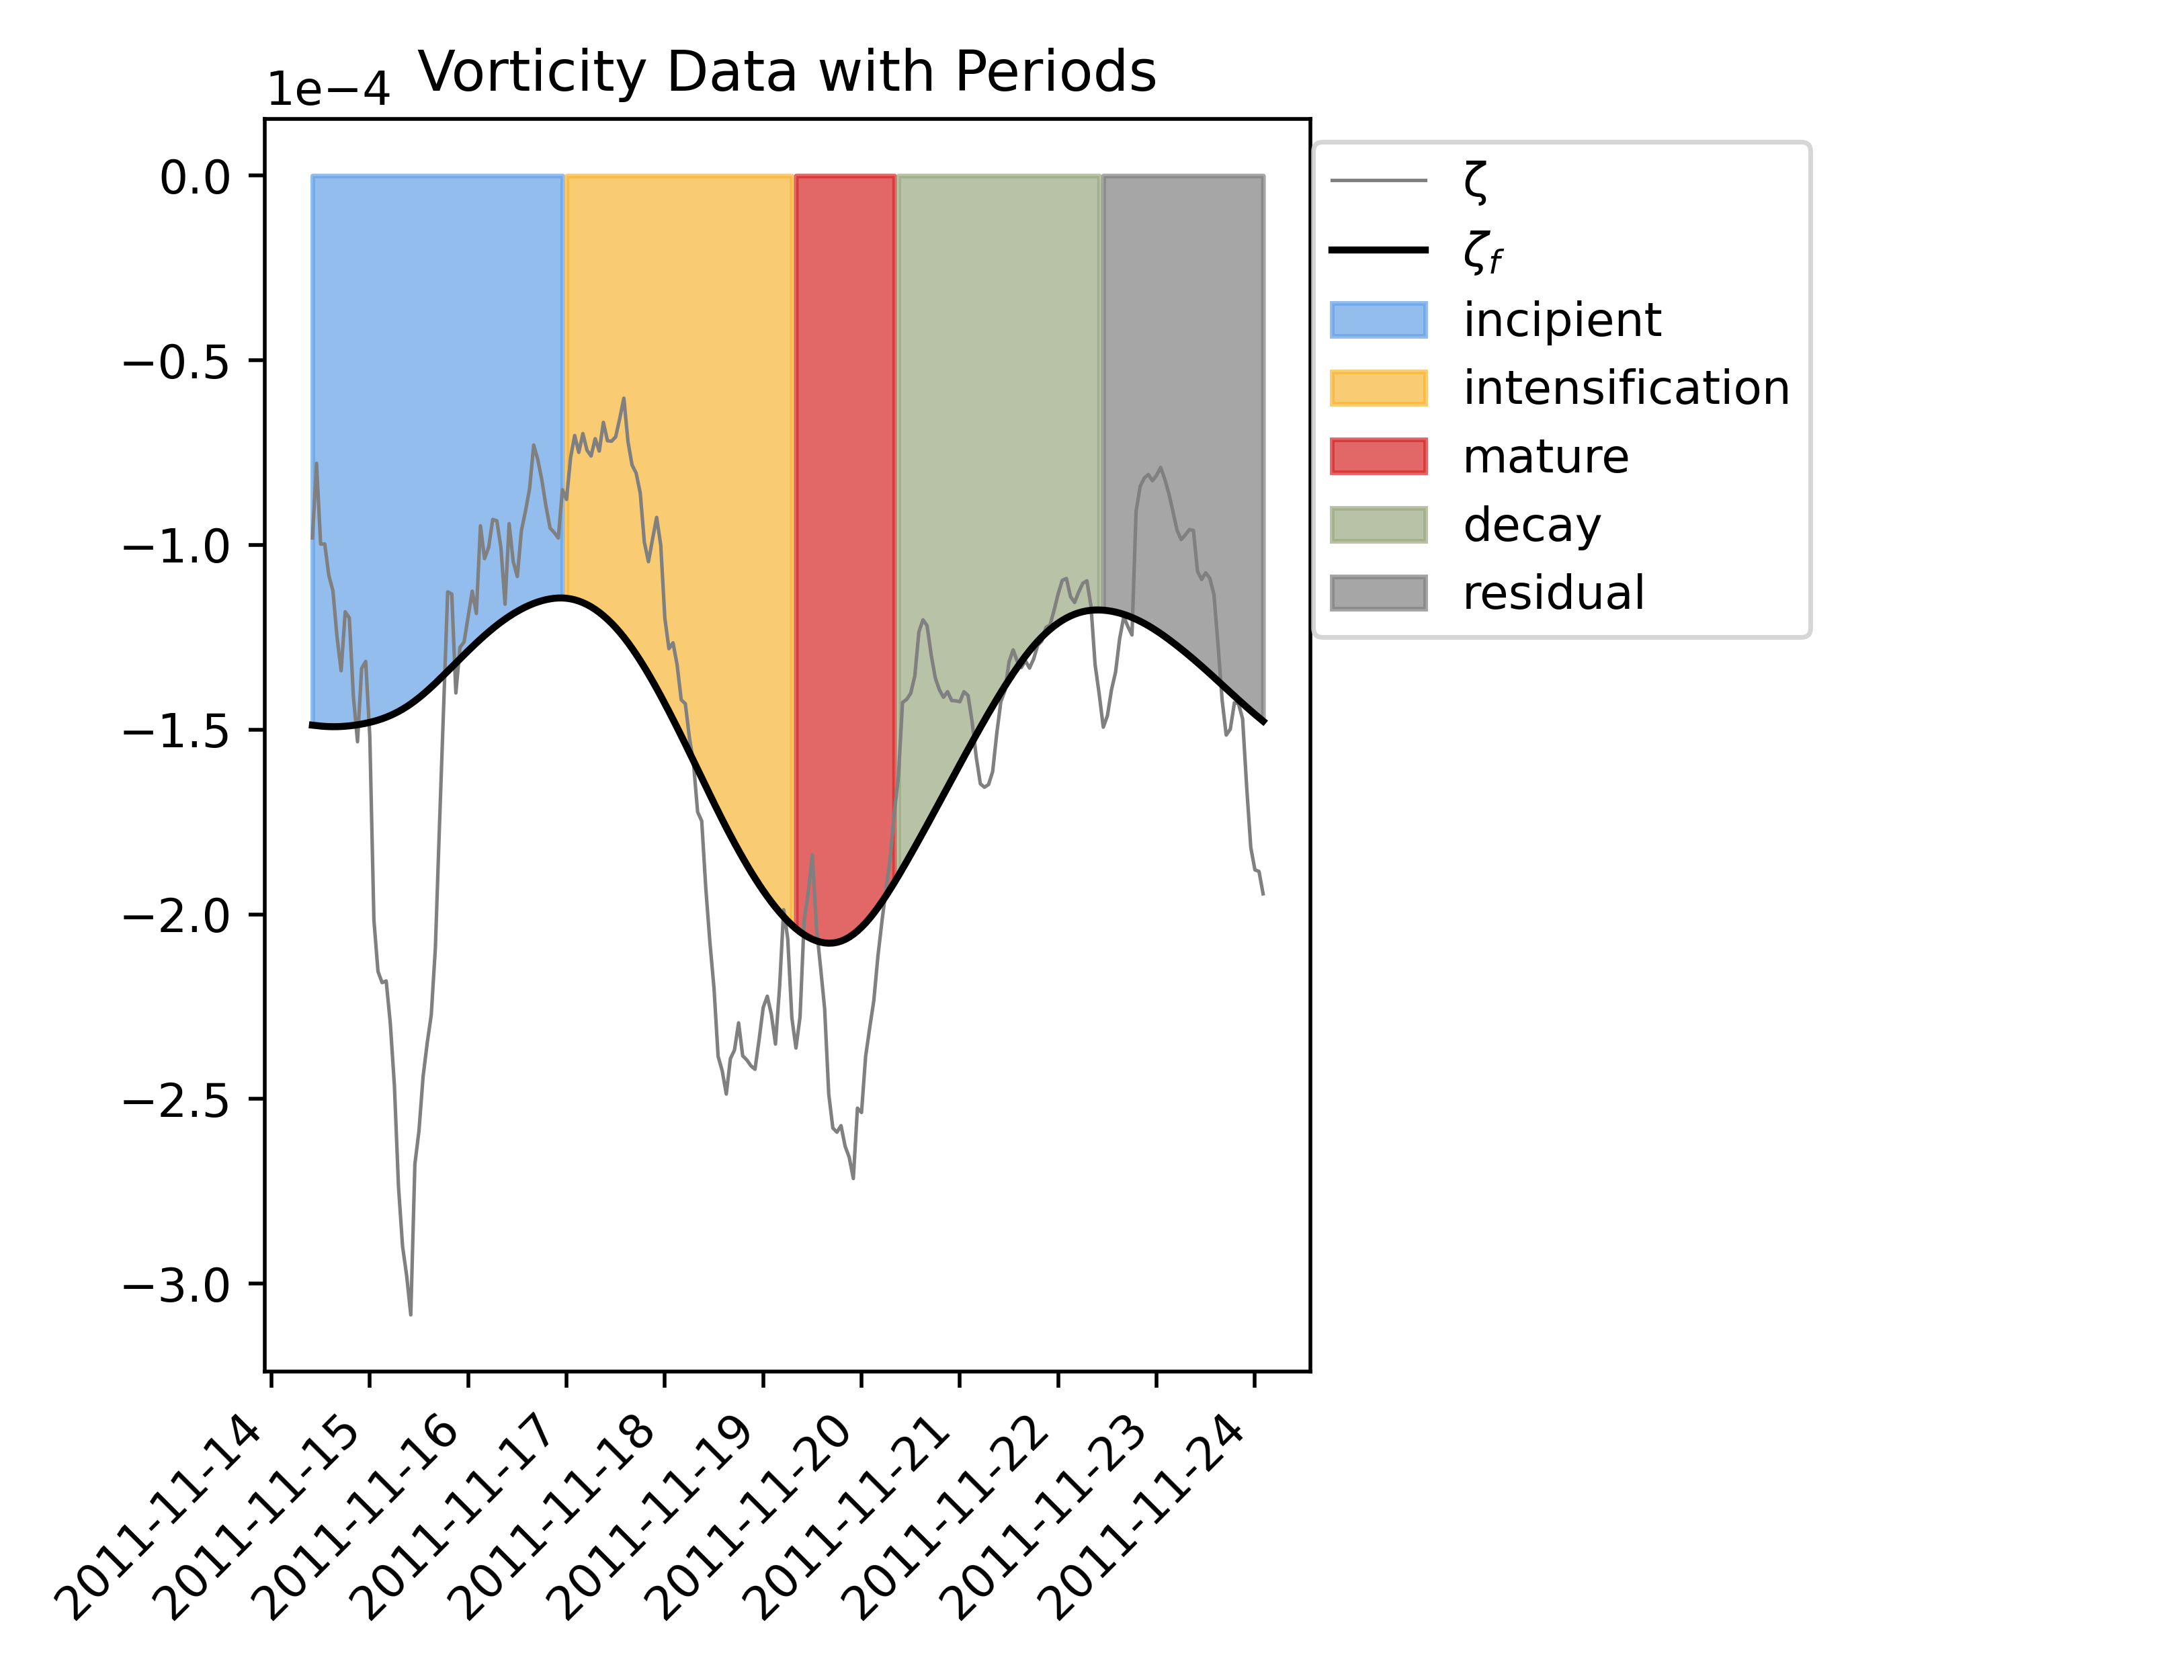 Vorticity Data with Periods
1e−4
0.0
−0.5
−1.0
−1.5
−2.0
−2.5
−3.0
2011-11-14
2011-11-15
2011-11-16
2011-11-17
2011-11-18
2011-11-19
2011-11-20
2011-11-21
2011-11-22
2011-11-23
2011-11-24
ζ
ζf
incipient
intensification
mature
decay
residual